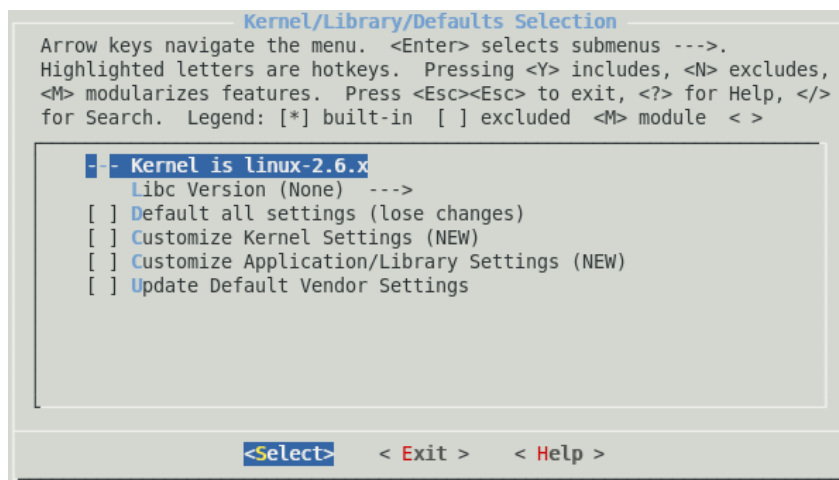 Kernel/Library/Defaults Selection
Arrow keys navigate the menu.  <Enter> selects submenus --->.
Highlighted letters are hotkeys.  Pressing <Y> includes, <N> excludes,
<M> modularizes features.  Press <Esc><Esc> to exit, <?> for Help, </>
for Search.  Legend: [*] built-in  [ ] excluded  <M> module  < >
--- Kernel is linux-2.6.x
Libc Version (None)  --->
[ ] Default all settings (lose changes)
[ ] Customize Kernel Settings (NEW)
[ ] Customize Application/Library Settings (NEW)
[ ] Update Default Vendor Settings
<Select>    < Exit >    < Help >